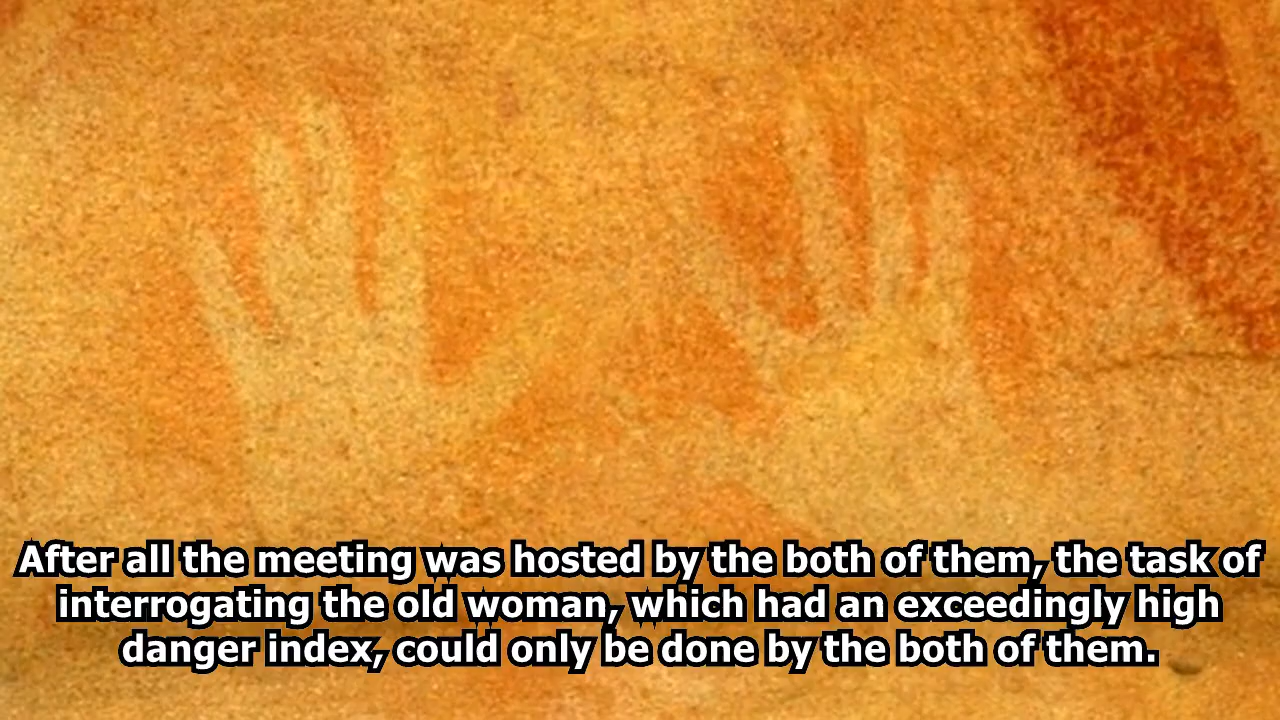 After all the meeting was hosted by the both of them, the task of
interrogating the old woman, which had an exceedingly high
danger index, could only be done by the both of them.